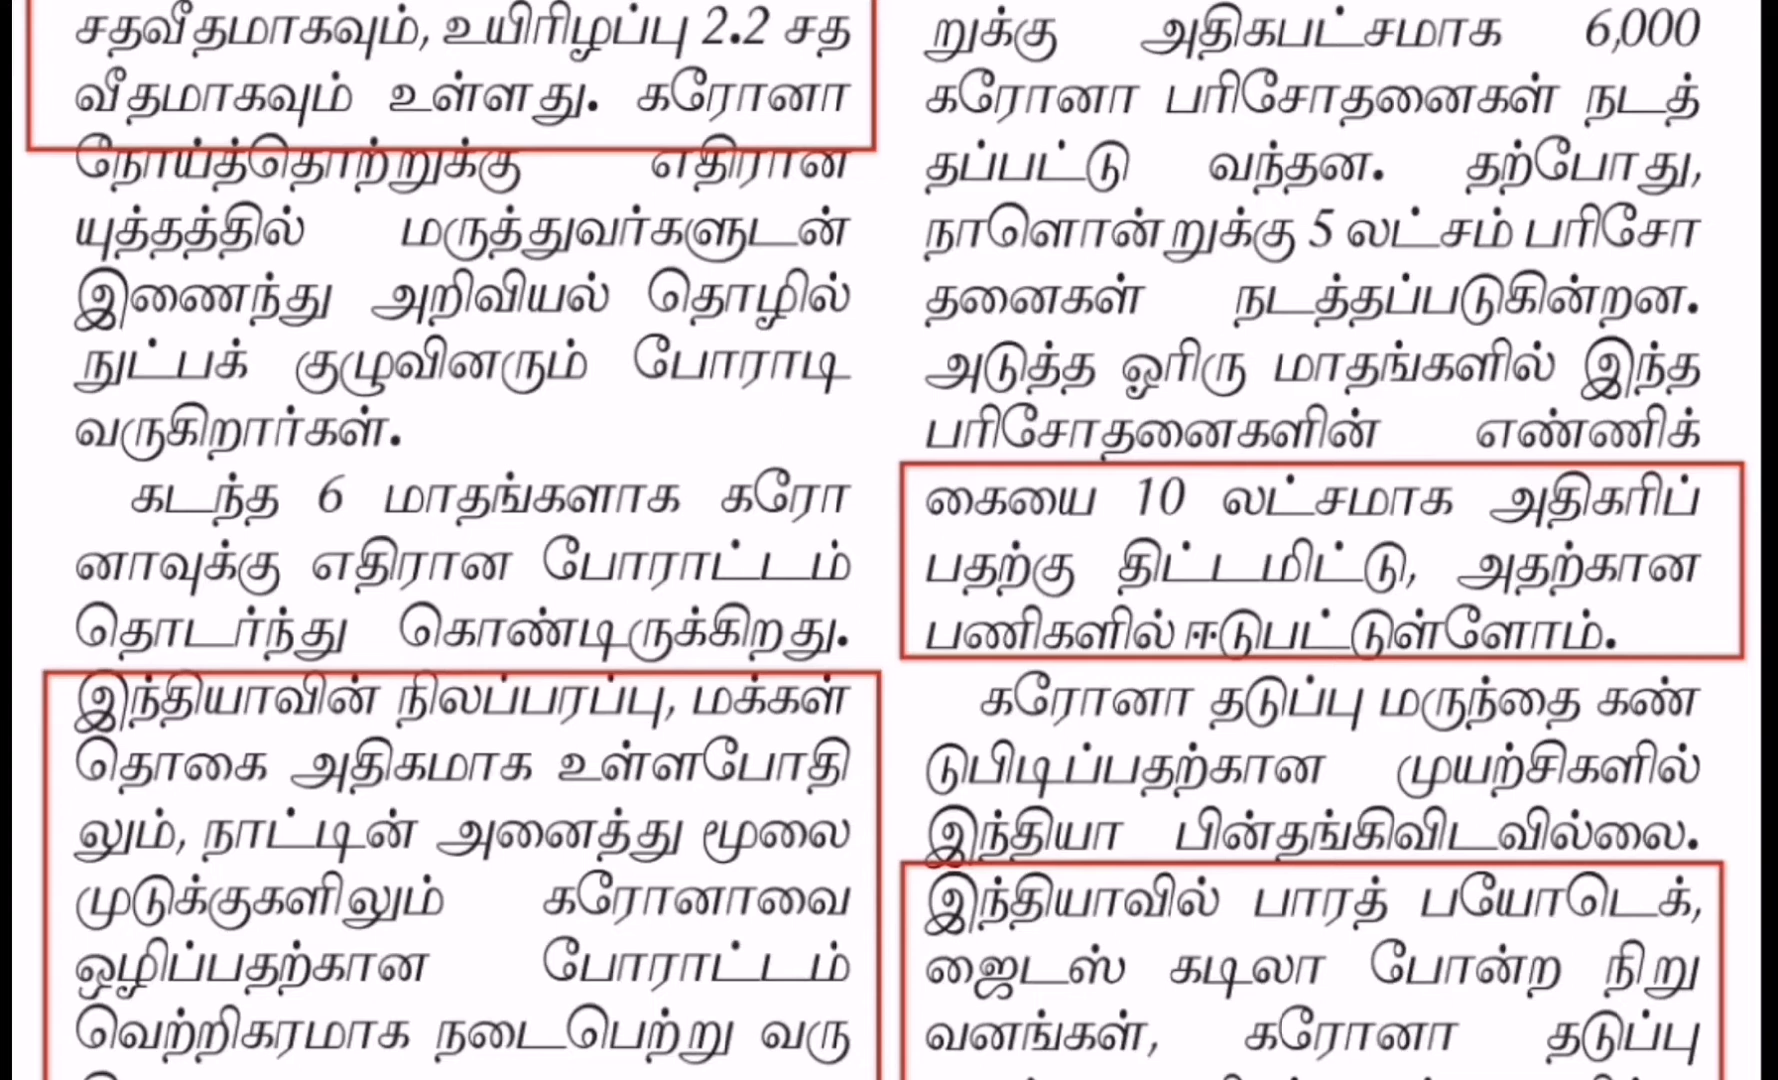 சதவீதமாகவும், உயிரிழப்பு 2.2 சத
வீதமாகவும் உள்ளது. கரோனா
நோய்த்தொற்றுக்கு எதிரான
யுத்தத்தில் மருத்துவர்களுடன்
இணைந்து அறிவியல் தொழில்
நுட்பக் குழுவினரும் போராடி
வருகிறார்கள்.
கடந்த 6 மாதங்களாக கரோ
னாவுக்கு எதிரான போராட்டம்
தொடர்ந்து கொண்டிருக்கிறது.
இந்தியாவின் நிலப்பரப்பு, மக்கள்
தொகை அதிகமாக உள்ளபோதி
லும், நாட்டின் அனைத்து மூலை
முடுக்குகளிலும் கரோனாவை
ஒழிப்பதற்கான போராட்டம்
வெற்றிகரமாக நடைபெற்று வரு
றுக்கு அதிகபட்சமாக 6,000
கரோனா பரிசோதனைகள் நடத்
தப்பட்டு வந்தன. தற்போது,
நாளொன்றுக்கு 5 லட்சம் பரிசோ
தனைகள் நடத்தப்படுகின்றன.
அடுத்த ஓரிரு மாதங்களில் இந்த
பரிசோதனைகளின் எண்ணிக்
கையை 10 லட்சமாக அதிகரிப்
பதற்கு திட்டமிட்டு, அதற்கான
பணிகளில் ஈடுபட்டுள்ளோம்.
கரோனா தடுப்பு மருந்தை கண்
டுபிடிப்பதற்கான முயற்சிகளில்
இந்தியா பின்தங்கிவிடவில்லை.
இந்தியாவில் பாரத் பயோடெக்,
ஜைடஸ் கடிலா போன்ற நிறு
வனங்கள், கரோனா தடுப்பு